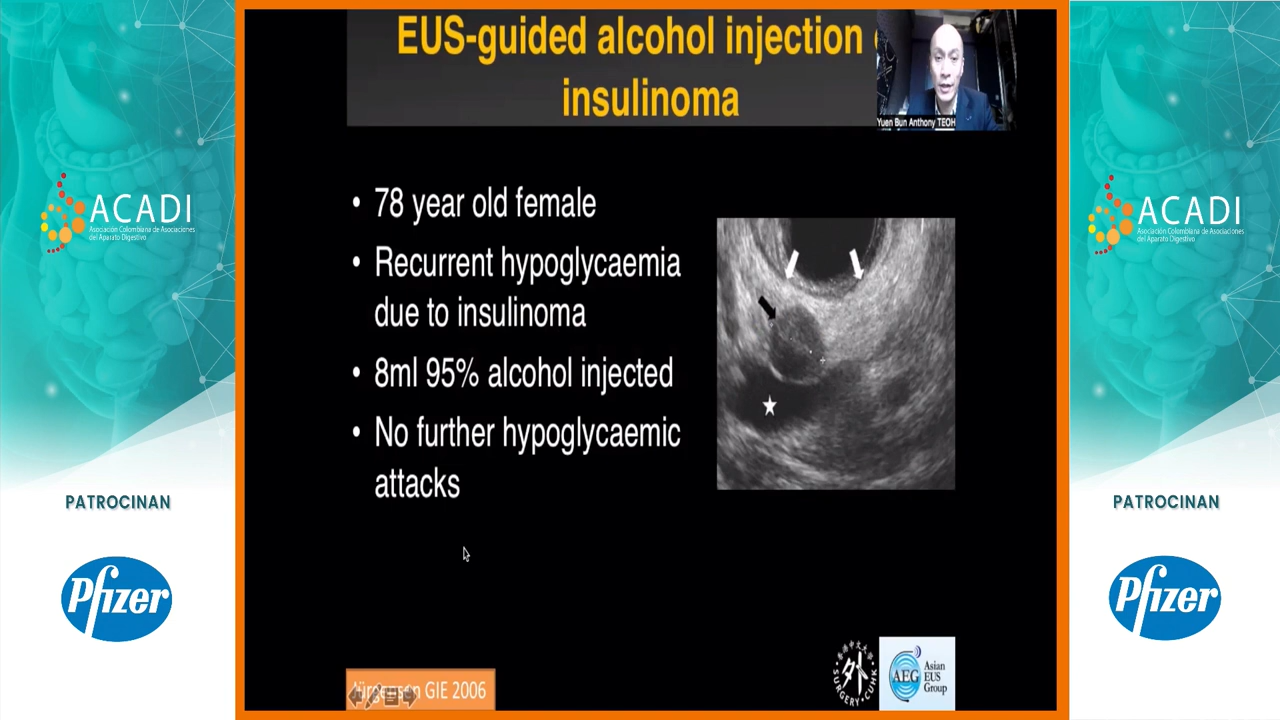 EUS-guided alcohol injection
insulinoma
Yuen Bun Anthony TEOH
• 78 year old female
• Recurrent hypoglycaemia
due to insulinoma
• 8ml 95% alcohol injected
• No further hypoglycaemic
attacks
GIE 2006
SURGERY·CUHK
AEG
Asian
EUS
Group
ACADI
Asociación Colombiana de Asociaciones
del Aparato Digestivo
PATROCINAN
Pfizer
ACADI
Asociación Colombiana de Asociaciones
del Aparato Digestivo
PATROCINAN
Pfizer